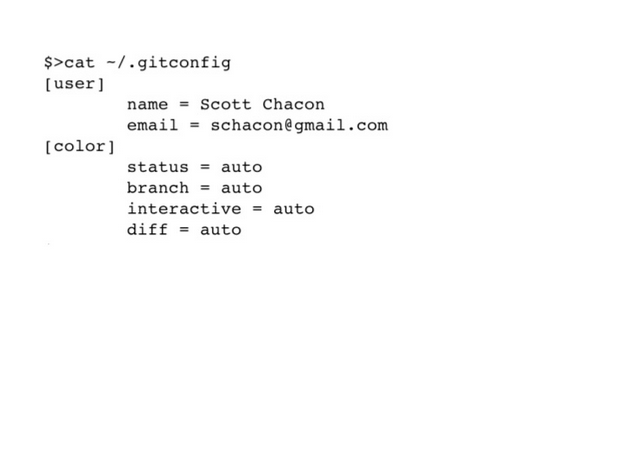 $>cat ~/.gitconfig
[user]
name = Scott Chacon
email = schacon@gmail.com
[color]
status = auto
branch = auto
interactive = auto
diff = auto